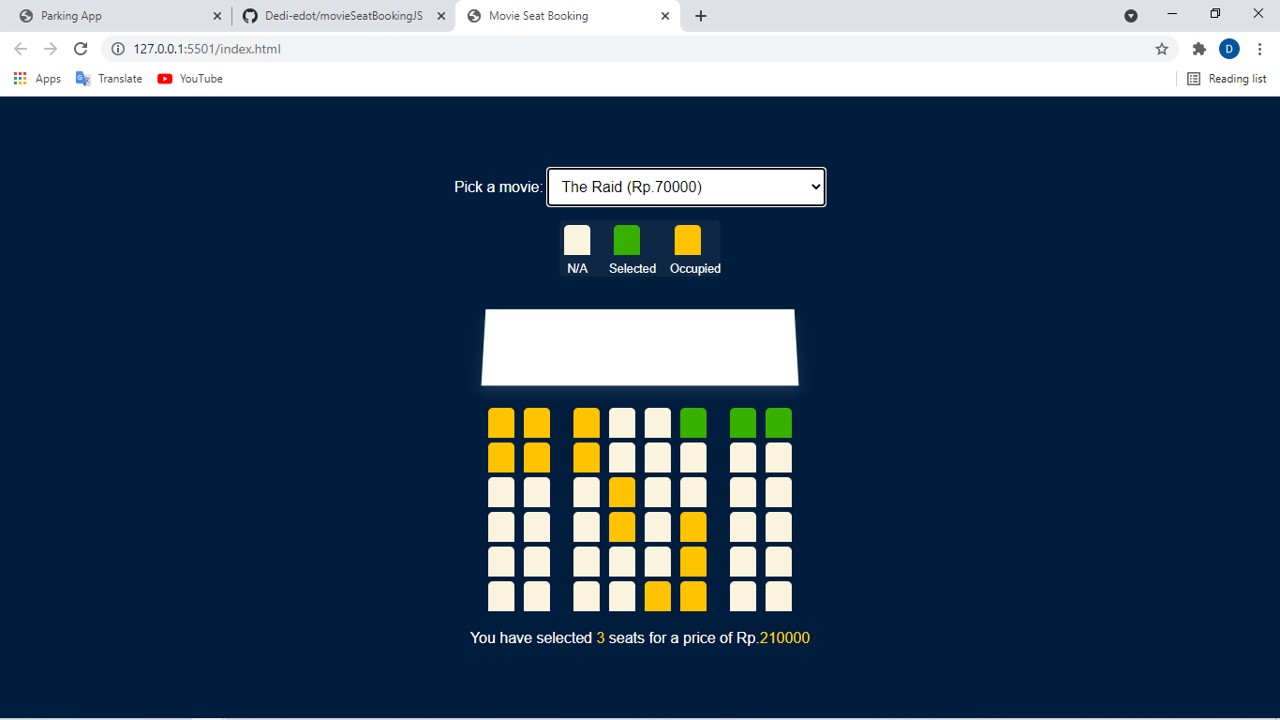 Parking App
Dedi-edot/movieSeatBookingJS
Movie Seat Booking
127.0.0.1:5501/index.html
D
Apps
Translate
YouTube
Reading list
Pick a movie: The Raid (Rp.70000)
N/A Selected Occupied
You have selected 3 seats for a price of Rp.210000